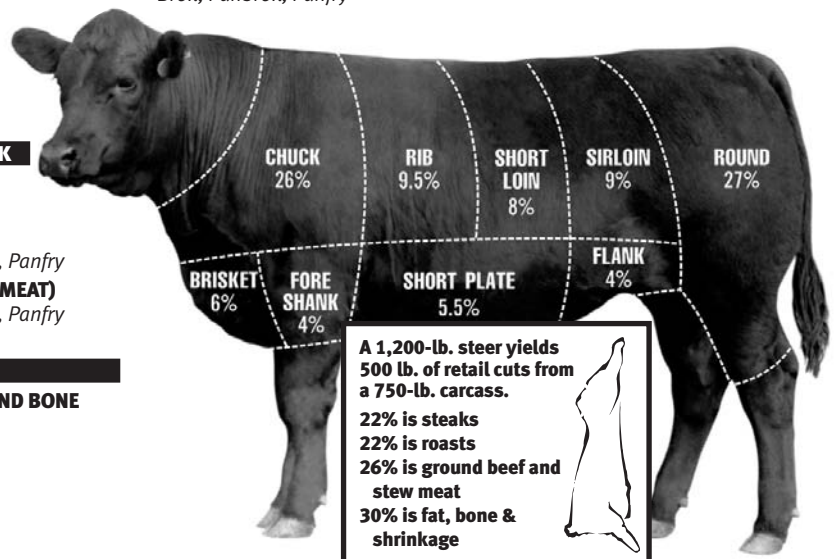 K
, Panfry
MEAT)
, Panfry
ND BONE
CHUCK
26%
RIB
9.5%
SHORT
LOIN
8%
SIRLOIN
9%
ROUND
27%
BRISKET
6%
FORE
SHANK
4%
SHORT PLATE
5.5%
FLANK
4%
A 1,200-lb. steer yields
500 lb. of retail cuts from
a 750-lb. carcass.
22% is steaks
22% is roasts
26% is ground beef and
stew meat
30% is fat, bone &
shrinkage